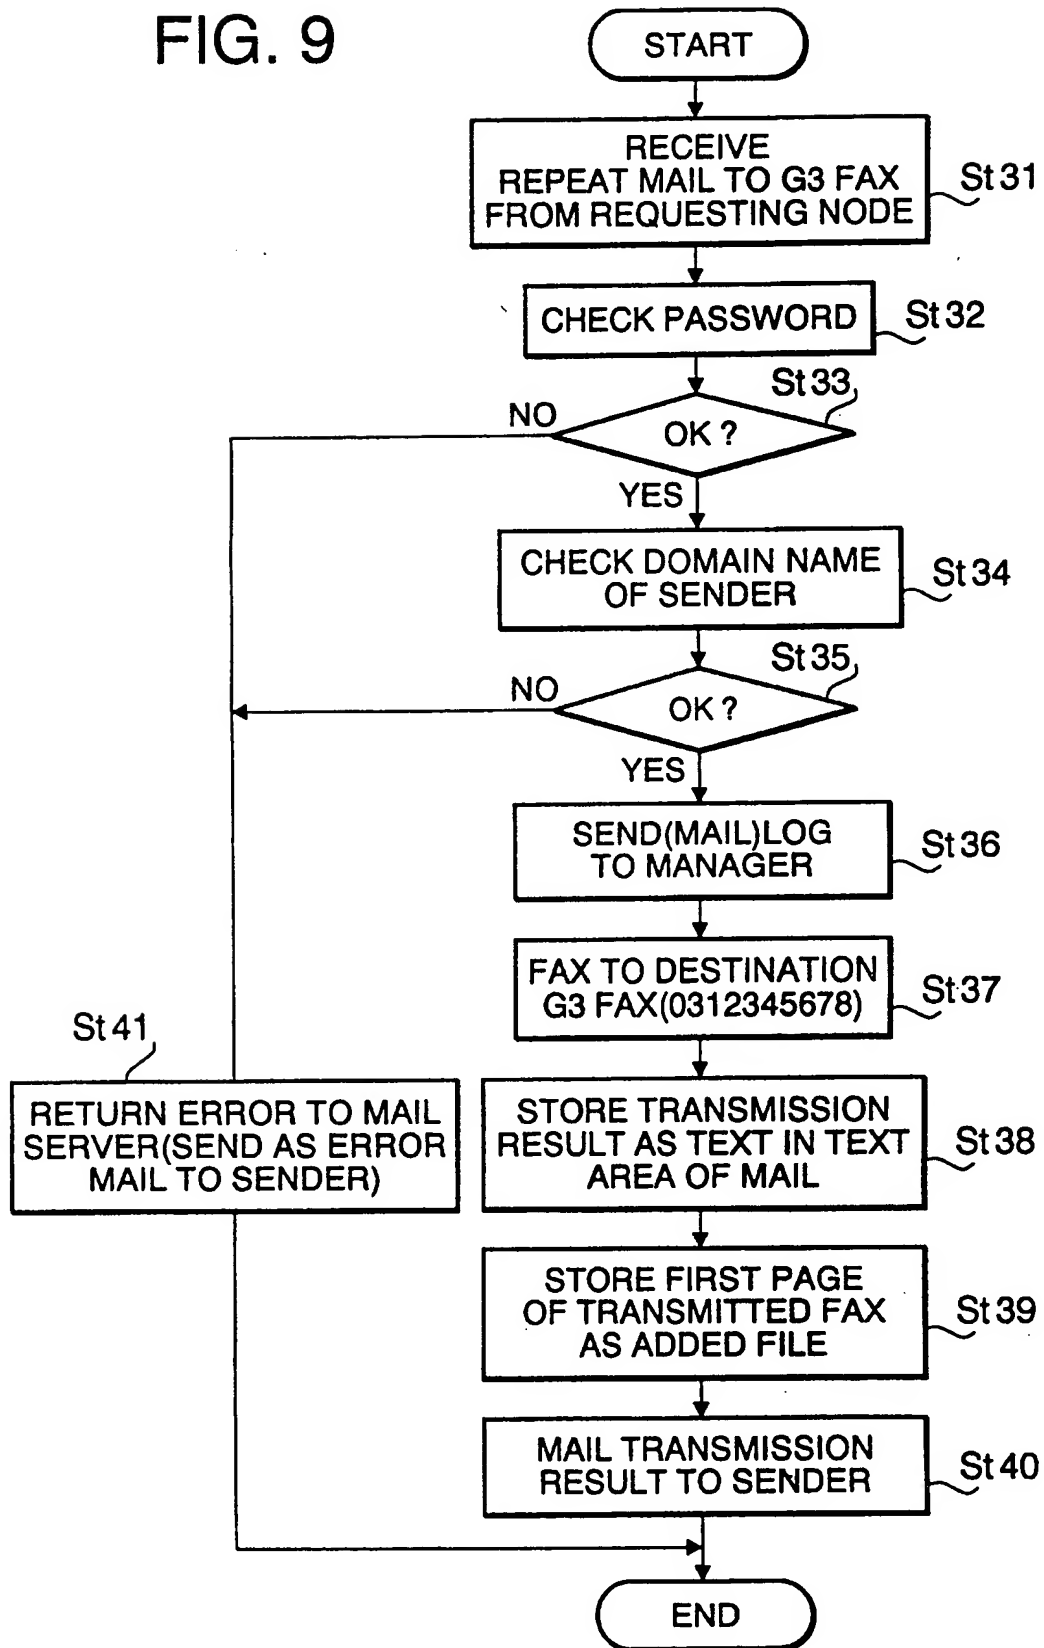 FIG. 9
START
RECEIVE
REPEAT MAIL TO G3 FAX
FROM REQUESTING NODE
St31
CHECK PASSWORD
St32
St33
NO
OK ?
YES
CHECK DOMAIN NAME
OF SENDER
St34
St35
NO
OK ?
YES
SEND(MAIL)LOG
TO MANAGER
St36
FAX TO DESTINATION
G3 FAX(0312345678)
St37
St41
RETURN ERROR TO MAIL
SERVER(SEND AS ERROR
MAIL TO SENDER)
STORE TRANSMISSION
RESULT AS TEXT IN TEXT
AREA OF MAIL
St38
STORE FIRST PAGE
OF TRANSMITTED FAX
AS ADDED FILE
St39
MAIL TRANSMISSION
RESULT TO SENDER
St40
END